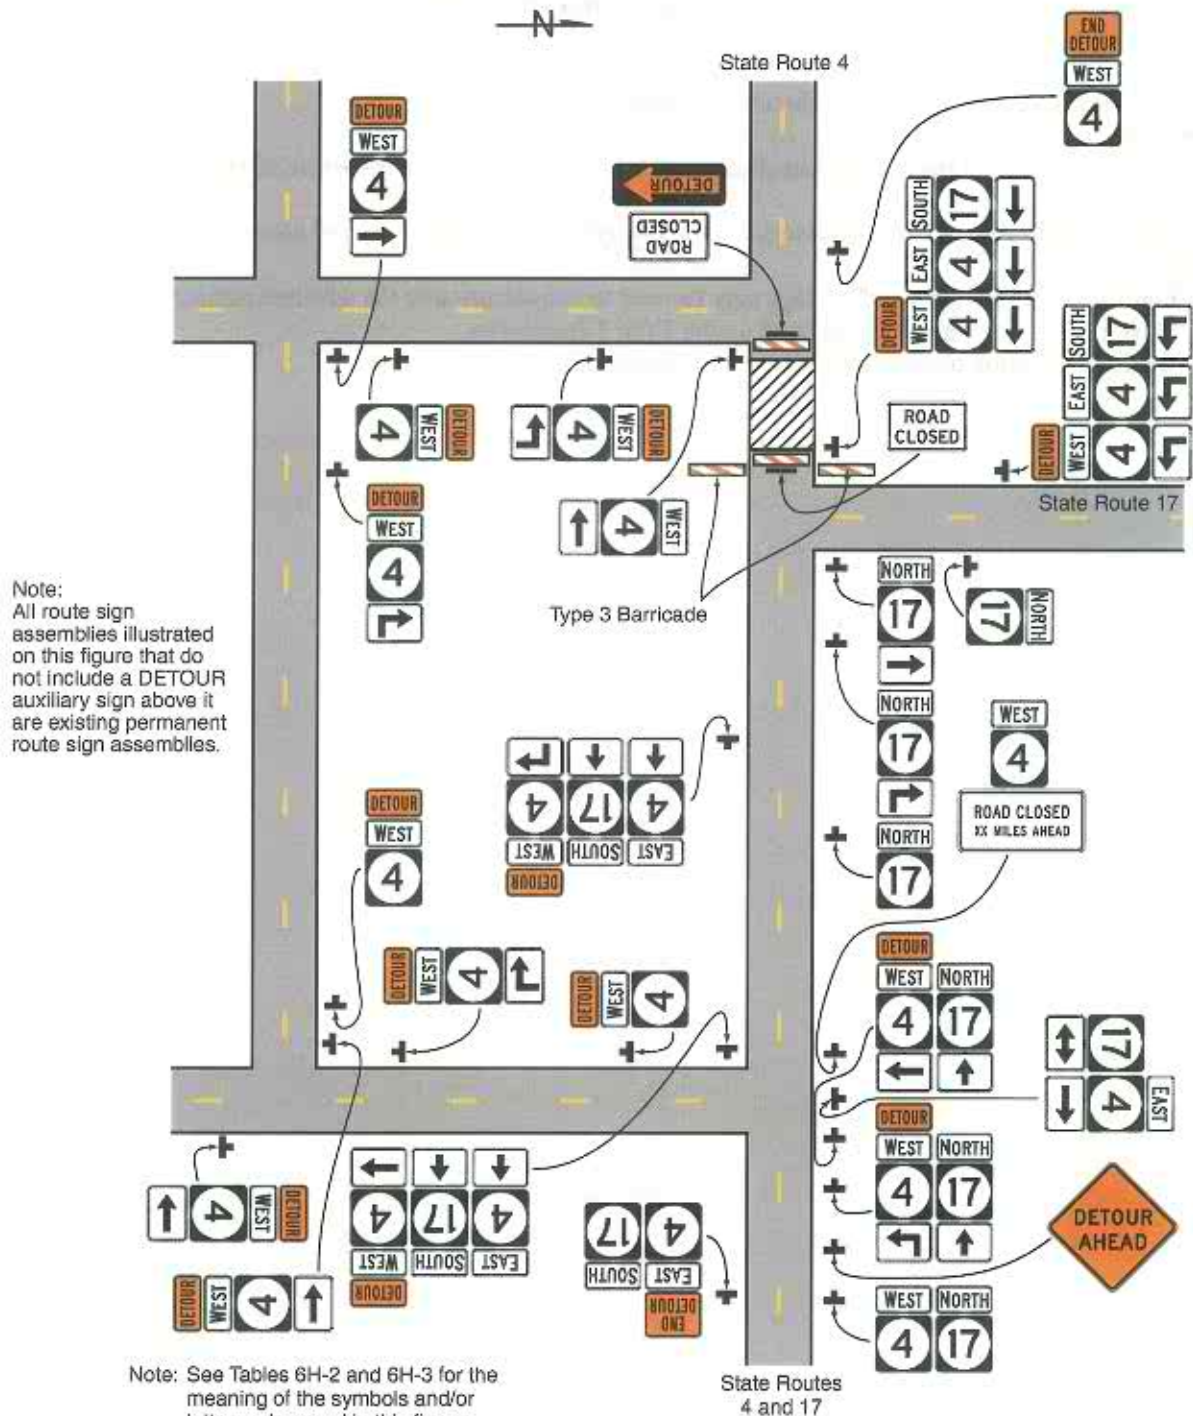 N
State Route 4
END
DETOUR
WEST
4
DETOUR
WEST
4
DETOUR
ROAD
CLOSED
SOUTH
17
EAST
4
DETOUR
WEST
4
SOUTH
17
EAST
4
DETOUR
WEST
4
ROAD
CLOSED
State Route 17
4
WEST
DETOUR
4
WEST
DETOUR
DETOUR
WEST
4
4
WEST
Type 3 Barricade
NORTH
17
17
NORTH
Note:
All route sign
assemblies illustrated
on this figure that do
not include a DETOUR
auxiliary sign above it
are existing permanent
route sign assemblies.
NORTH
17
WEST
4
ROAD CLOSED
XX MILES AHEAD
NORTH
17
4
17
4
WEST
SOUTH
EAST
DETOUR
DETOUR
WEST
4
DETOUR
WEST
4
DETOUR
WEST
4
DETOUR
WEST
NORTH
4
17
17
4
EAST
DETOUR
WEST
NORTH
4
17
DETOUR
AHEAD
4
WEST
DETOUR
DETOUR
WEST
4
4
17
4
WEST
SOUTH
EAST
DETOUR
17
4
SOUTH
EAST
END
DETOUR
WEST
NORTH
4
17
Note: See Tables 6H-2 and 6H-3 for the
meaning of the symbols and/or
State Routes
4 and 17